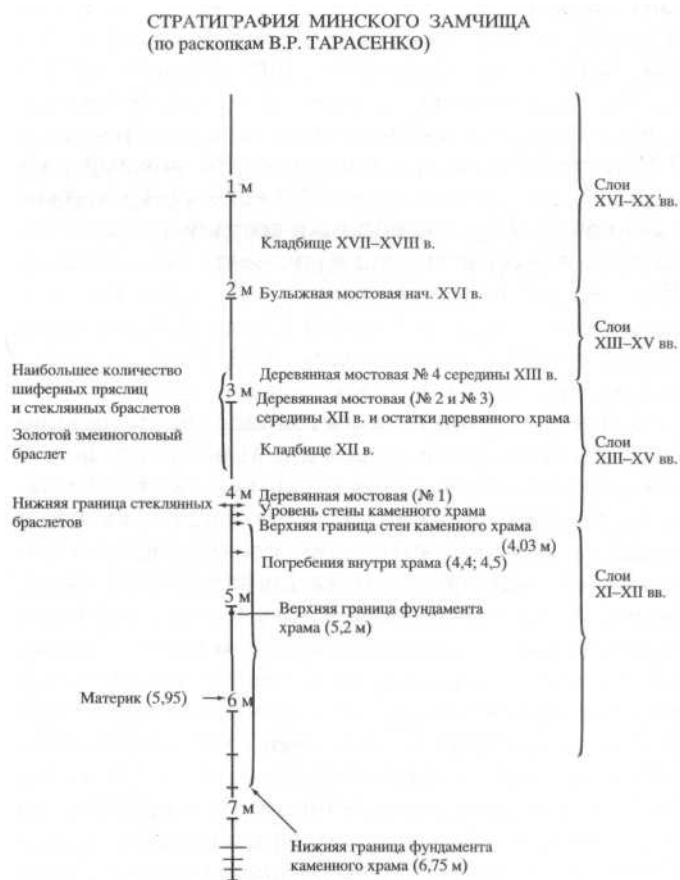 СТРАТИГРАФИЯ МИНСКОГО ЗАМЧИЩА
(по раскопкам В.Р. ТАРАСЕНКО)
1 м
Слои
XVI–XX вв.
Кладбище XVII–XVIII в.
2 м
Булыжная мостовая нач. XVI в.
Слои
XIII–XV вв.
Наибольшее количество
шиферных пряслиц
и стеклянных браслетов
Золотой змеиноголовый
браслет
Деревянная мостовая № 4 середины XIII в.
3 м
Деревянная мостовая (№ 2 и № 3)
середины XII в. и остатки деревянного храма
Кладбище XII в.
Слои
XIII–XV вв.
4 м
Деревянная мостовая (№ 1)
Нижняя граница стеклянных
браслетов
Уровень стены каменного храма
Верхняя граница стен каменного храма
(4,03 м)
Погребения внутри храма (4,4; 4,5)
Слои
XI–XII вв.
5 м
Верхняя граница фундамента
храма (5,2 м)
Материк (5,95)
6 м
7 м
Нижняя граница фундамента
каменного храма (6,75 м)